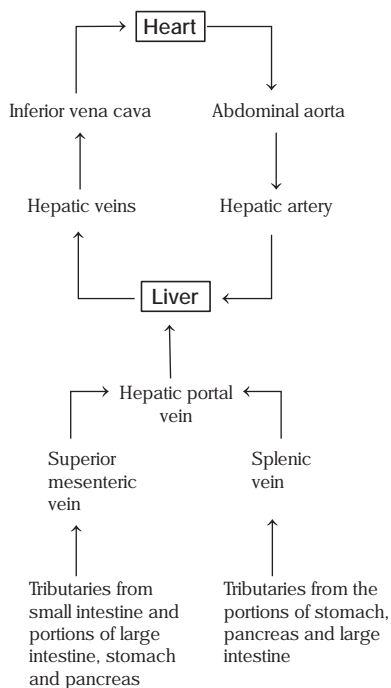 Heart
Inferior vena cava
Abdominal aorta
Hepatic veins
Hepatic artery
Liver
Hepatic portal
vein
Superior
mesenteric
vein
Splenic
vein
Tributaries from
small intestine and
portions of large
intestine, stomach
and pancreas
Tributaries from the
portions of stomach,
pancreas and large
intestine